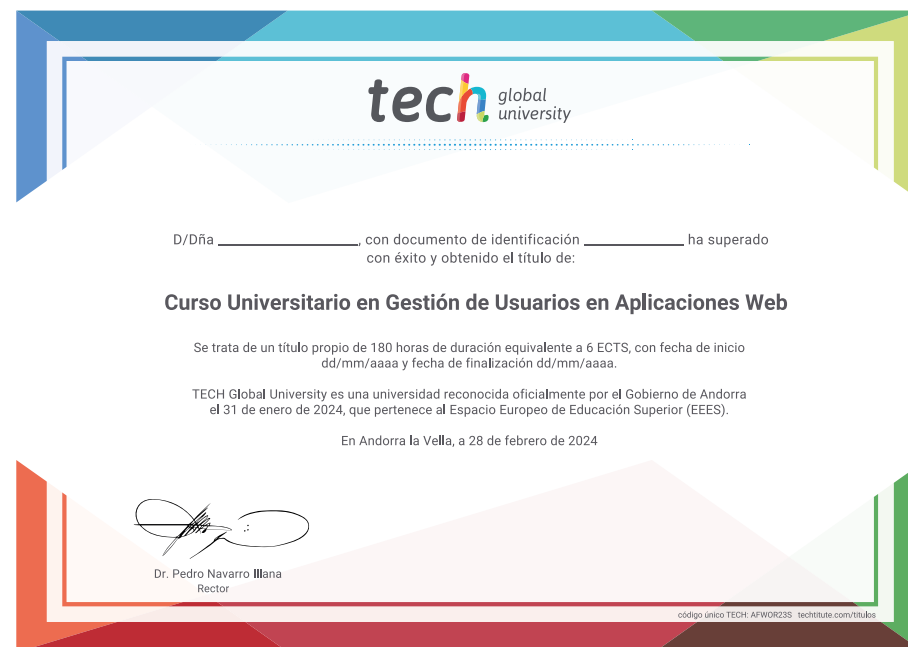 tech global university
D/Dña ______________, con documento de identificación __________ ha superado
con éxito y obtenido el título de:
Curso Universitario en Gestión de Usuarios en Aplicaciones Web
Se trata de un título propio de 180 horas de duración equivalente a 6 ECTS, con fecha de inicio
dd/mm/aaaa y fecha de finalización dd/mm/aaaa.
TECH Global University es una universidad reconocida oficialmente por el Gobierno de Andorra
el 31 de enero de 2024, que pertenece al Espacio Europeo de Educación Superior (EEES).
En Andorra la Vella, a 28 de febrero de 2024
Dr. Pedro Navarro Illana
Rector
código único TECH: AFWOR23S techtitute.com/titulos